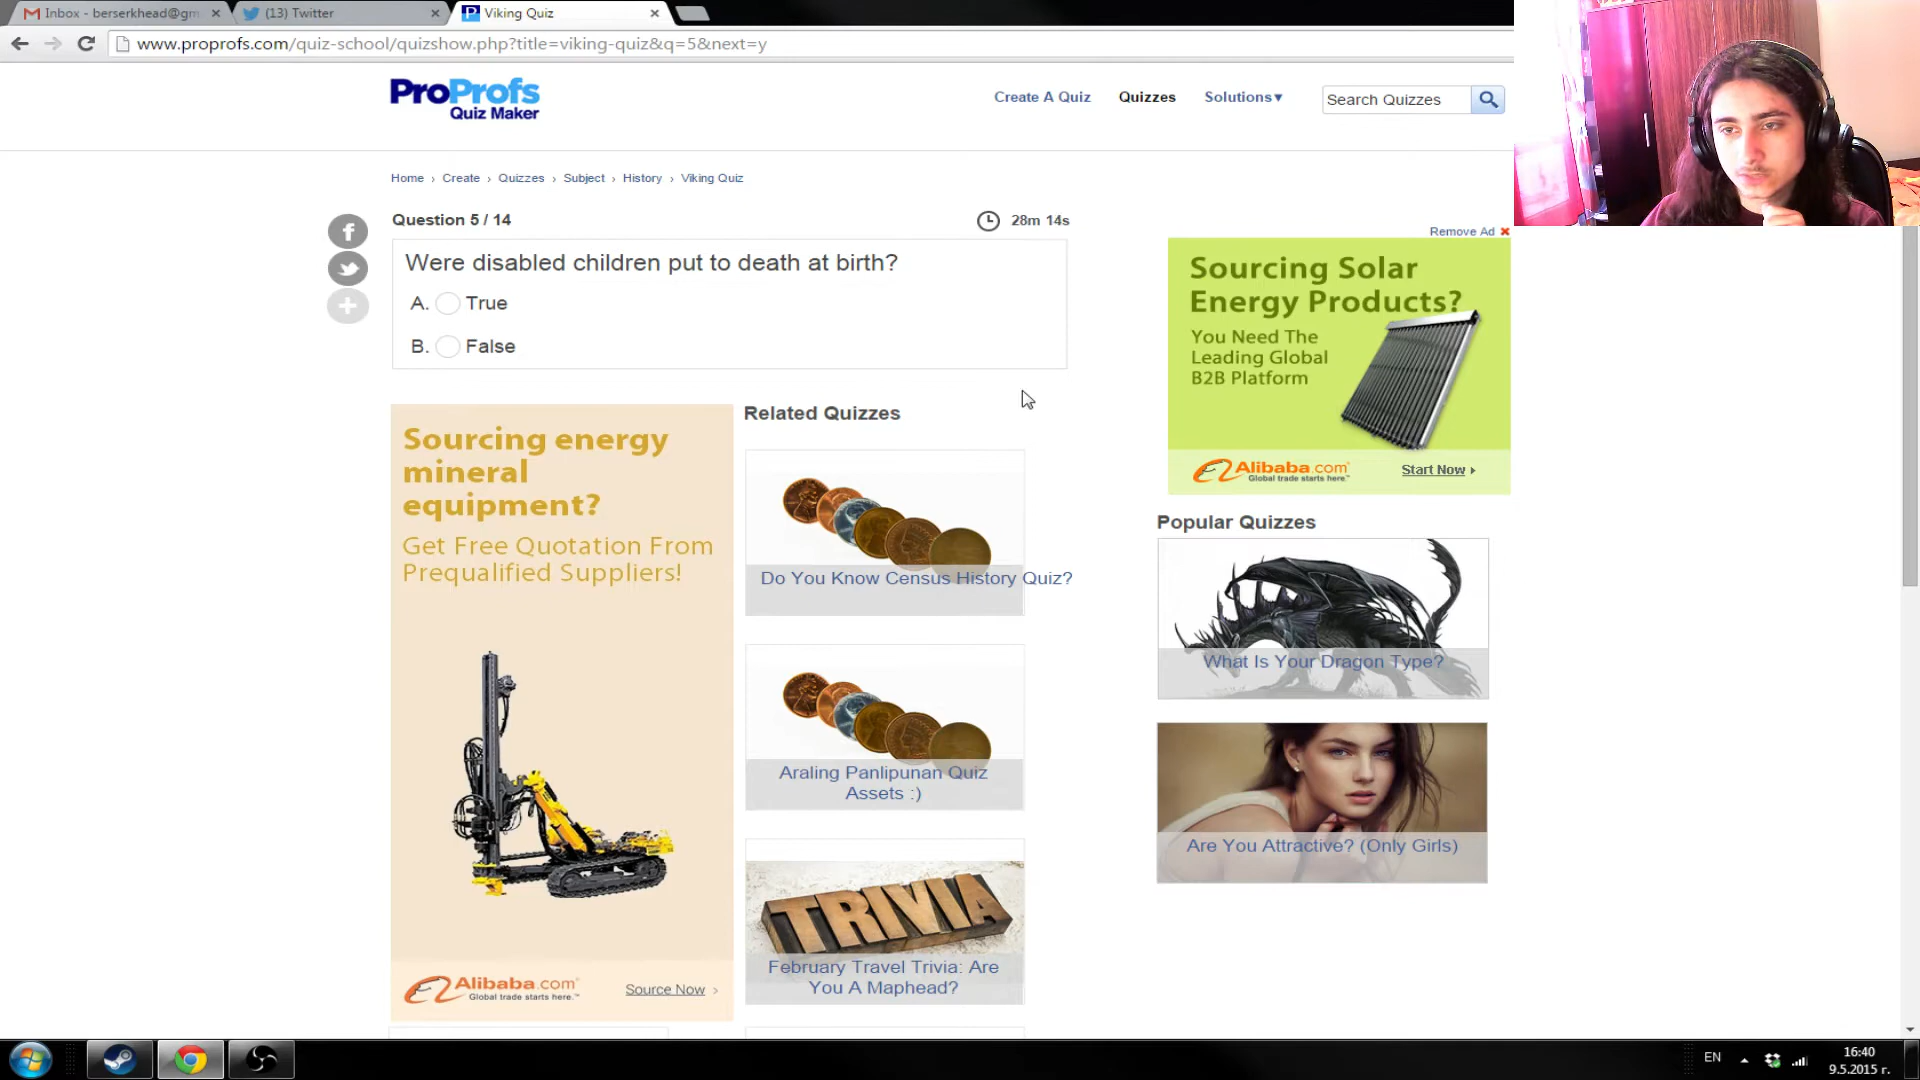 Inbox - berserkhead@gm
(13) Twitter
Viking Quiz
www.proprofs.com/quiz-school/quizshow.php?title=viking-quiz&q=5&next=y
ProProfs
Quiz Maker
Create A Quiz
Quizzes
Solutions▾
Search Quizzes
Home › Create › Quizzes › Subject › History › Viking Quiz
Question 5 / 14
28m 14s
Were disabled children put to death at birth?
A. True
B. False
Remove Ad ×
Sourcing Solar
Energy Products?
You Need The
Leading Global
B2B Platform
Alibaba.com
Global trade starts here.™
Start Now
Sourcing energy
mineral
equipment?
Get Free Quotation From
Prequalified Suppliers!
Alibaba.com
Global trade starts here.™
Source Now ›
Related Quizzes
Do You Know Census History Quiz?
Araling Panlipunan Quiz
Assets :)
TRIVIA
February Travel Trivia: Are
You A Maphead?
Popular Quizzes
What Is Your Dragon Type?
Are You Attractive? (Only Girls)
EN
16:40
9.5.2015 г.